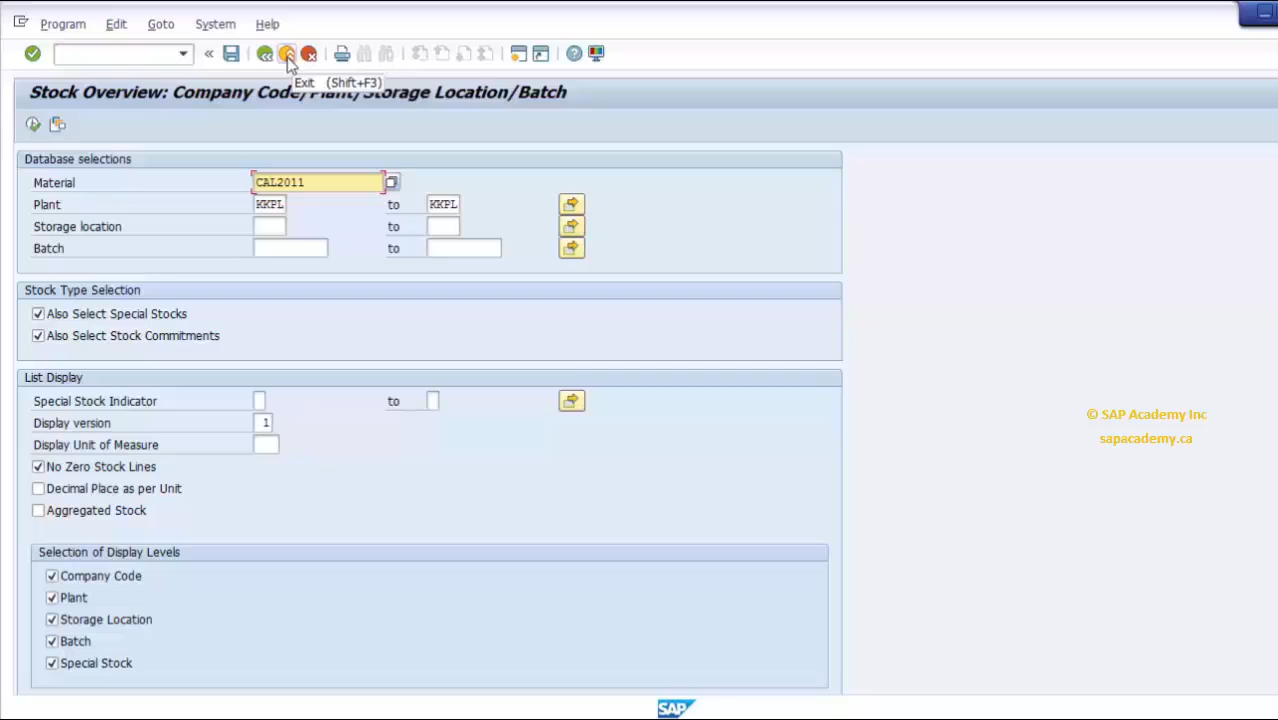 Program Edit Goto System Help
Exit (Shift+F3)
Stock Overview: Company Code/Plant/Storage Location/Batch
Database selections
Material CAL2011
Plant KKPL to KKPL
Storage location to
Batch to
Stock Type Selection
Also Select Special Stocks
Also Select Stock Commitments
List Display
Special Stock Indicator to
© SAP Academy Inc
Display version 1
sapacademy.ca
Display Unit of Measure
No Zero Stock Lines
Decimal Place as per Unit
Aggregated Stock
Selection of Display Levels
Company Code
Plant
Storage Location
Batch
Special Stock
SAP